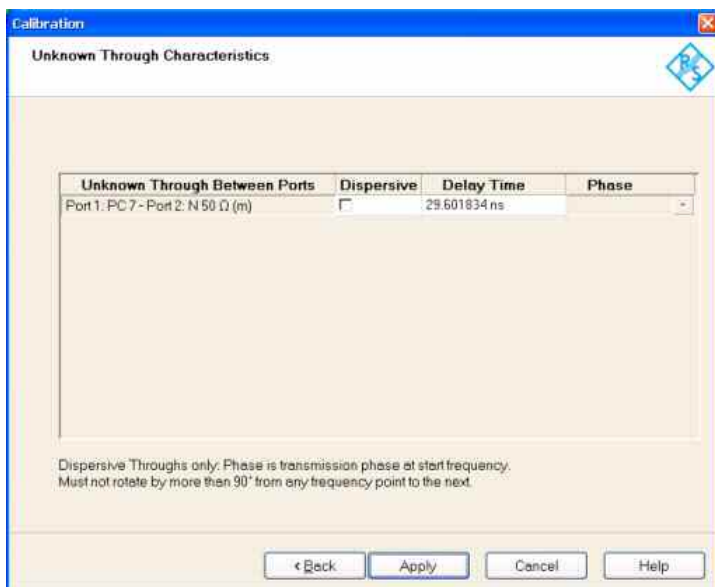 Calibration
Unknown Through Characteristics
R S
Unknown Through Between Ports Dispersive Delay Time Phase
Port 1: PC 7 - Port 2: N 50 Ω (m) 29.601834 ns
Dispersive Throughs only: Phase is transmission phase at start frequency.
Must not rotate by more than 90° from any frequency point to the next.
< Back Apply Cancel Help